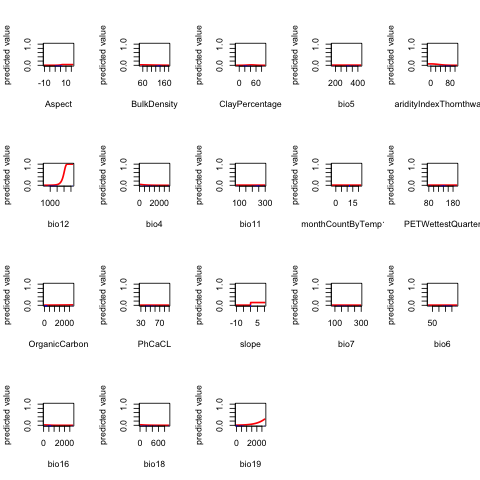 predicted value 0.0 1.0 -10 10 Aspect
predicted value 0.0 1.0 60 160 BulkDensity
predicted value 0.0 1.0 0 60 ClayPercentage
predicted value 0.0 1.0 200 400 bio5
predicted value 0.0 1.0 0 80 aridityIndexThornthwa
predicted value 0.0 1.0 1000 bio12
predicted value 0.0 1.0 0 2000 bio4
predicted value 0.0 1.0 100 300 bio11
predicted value 0.0 1.0 0 15 monthCountByTemp
predicted value 0.0 1.0 80 180 PETWettestQuarter
predicted value 0.0 1.0 0 2000 OrganicCarbon
predicted value 0.0 1.0 30 70 PhCaCL
predicted value 0.0 1.0 -10 5 slope
predicted value 0.0 1.0 100 300 bio7
predicted value 0.0 1.0 50 bio6
predicted value 0.0 1.0 0 2000 bio16
predicted value 0.0 1.0 0 600 bio18
predicted value 0.0 1.0 0 2000 bio19